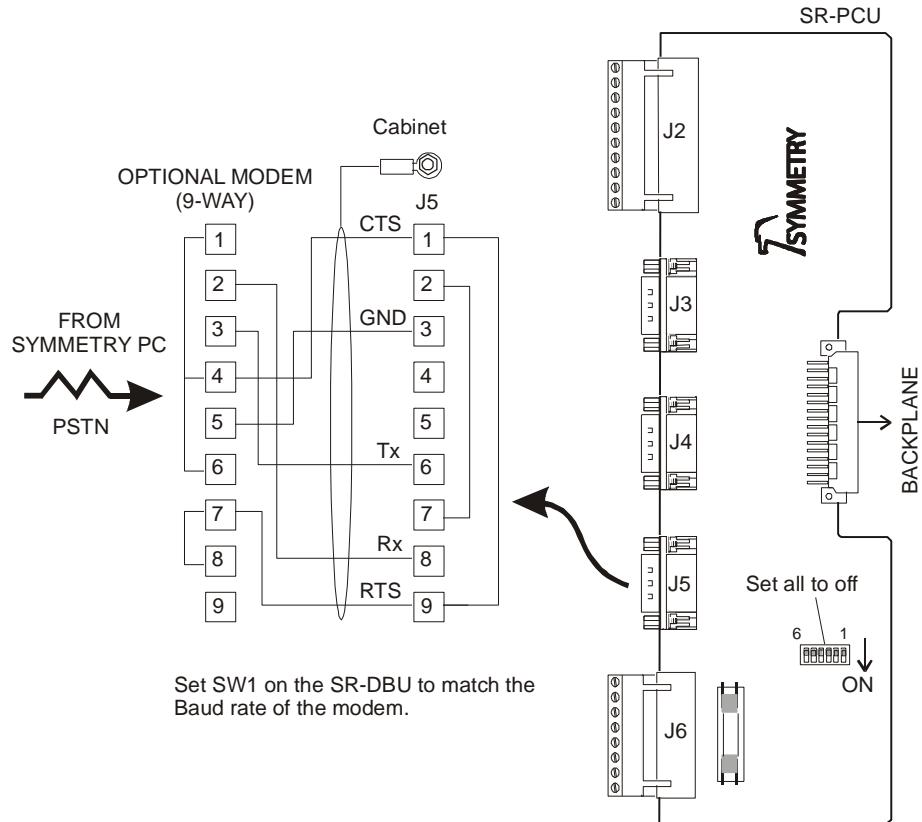 SR-PCU
J2
SYMMETRY
Cabinet
OPTIONAL MODEM
(9-WAY)
J5
CTS
1
2
3
4
5
6
7
8
9
GND
Tx
Rx
RTS
1
2
3
4
5
6
7
8
9
FROM
SYMMETRY PC
PSTN
J3
J4
J5
BACKPLANE
Set all to off
6 1
ON
J6
Set SW1 on the SR-DBU to match the
Baud rate of the modem.